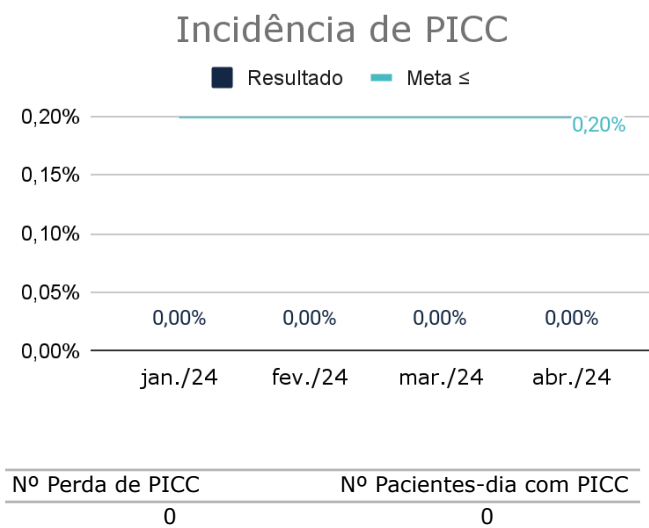 Incidência de PICC
Resultado Meta ≤
0,20%
0,20%
0,15%
0,10%
0,05%
0,00% 0,00% 0,00% 0,00%
0,00%
jan./24 fev./24 mar./24 abr./24
Nº Perda de PICC Nº Pacientes-dia com PICC
0 0